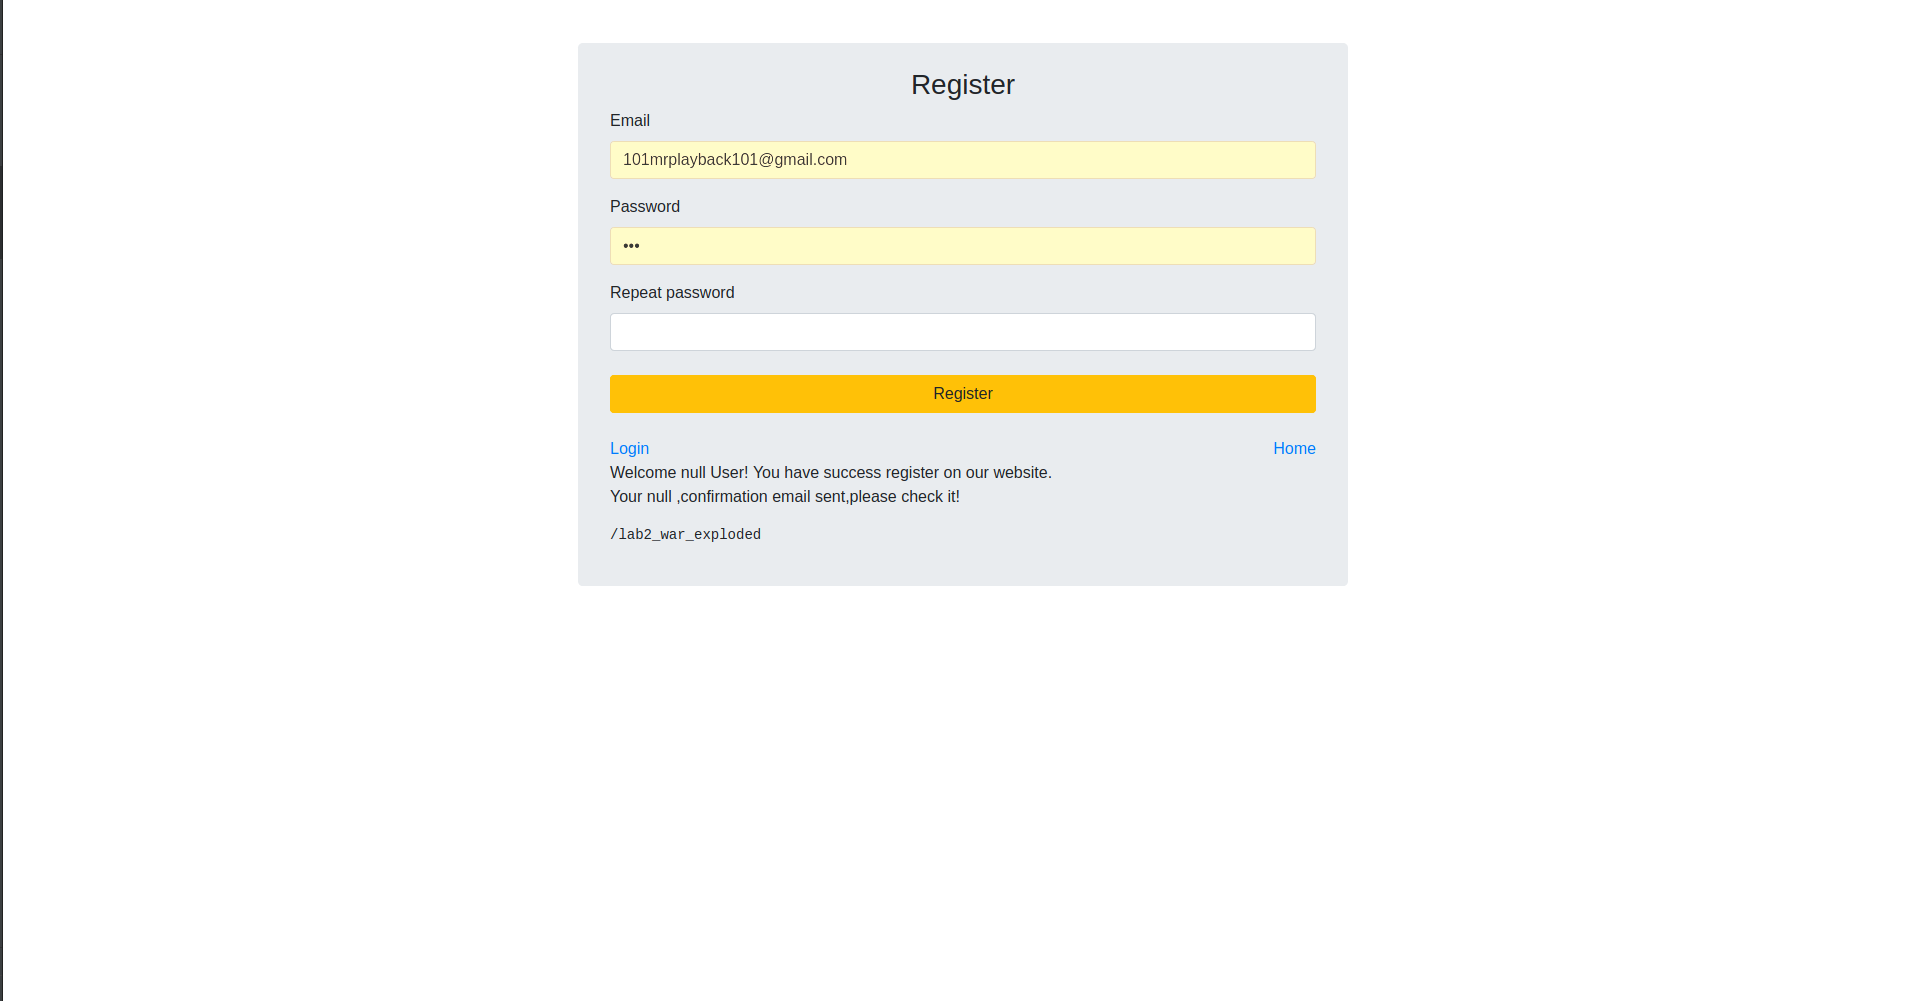 Register
Email
101mrplayback101@gmail.com
Password
•••
Repeat password
Register
Login Home
Welcome null User! You have success register on our website.
Your null ,confirmation email sent,please check it!
/lab2_war_exploded